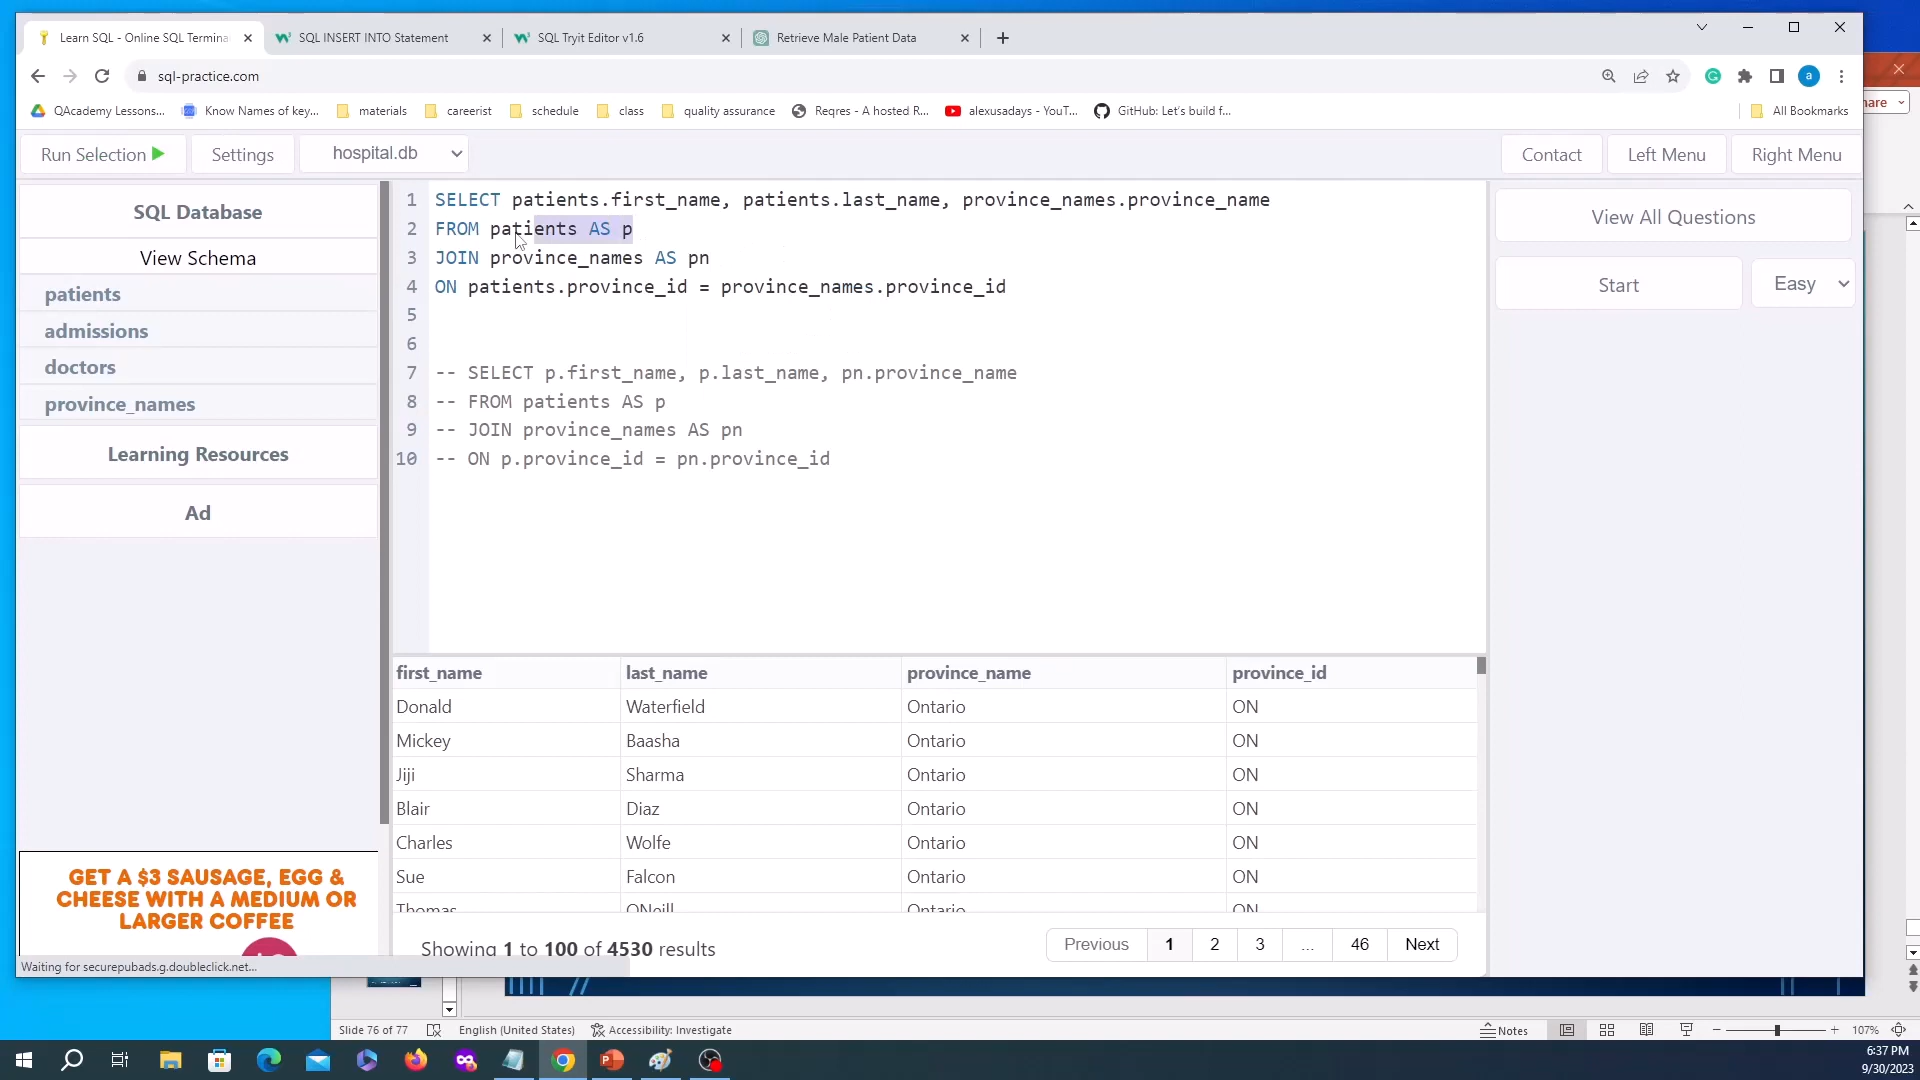 Learn SQL - Online SQL Termina
SQL INSERT INTO Statement
SQL Tryit Editor v1.6
Retrieve Male Patient Data
sql-practice.com
a
hare
QAcademy Lessons...
Know Names of key...
materials
careerist
schedule
class
quality assurance
Reqres - A hosted R...
alexusadays - YouT...
GitHub: Let's build f...
All Bookmarks
Run Selection
Settings
hospital.db
Contact
Left Menu
Right Menu
SQL Database
View Schema
patients
admissions
doctors
province_names
Learning Resources
Ad
1 SELECT patients.first_name, patients.last_name, province_names.province_name
2 FROM patients AS p
3 JOIN province_names AS pn
4 ON patients.province_id = province_names.province_id
5
6
7 -- SELECT p.first_name, p.last_name, pn.province_name
8 -- FROM patients AS p
9 -- JOIN province_names AS pn
10 -- ON p.province_id = pn.province_id
View All Questions
Start
Easy
first_name last_name province_name province_id
Donald Waterfield Ontario ON
Mickey Baasha Ontario ON
Jiji Sharma Ontario ON
Blair Diaz Ontario ON
Charles Wolfe Ontario ON
Sue Falcon Ontario ON
Thomas ONeill Ontario ON
Showing 1 to 100 of 4530 results
Previous 1 2 3 ... 46 Next
GET A $3 SAUSAGE, EGG &
CHEESE WITH A MEDIUM OR
LARGER COFFEE
Waiting for securepubads.g.doubleclick.net...
Slide 76 of 77
English (United States)
Accessibility: Investigate
Notes
107%
6:37 PM
9/30/2023